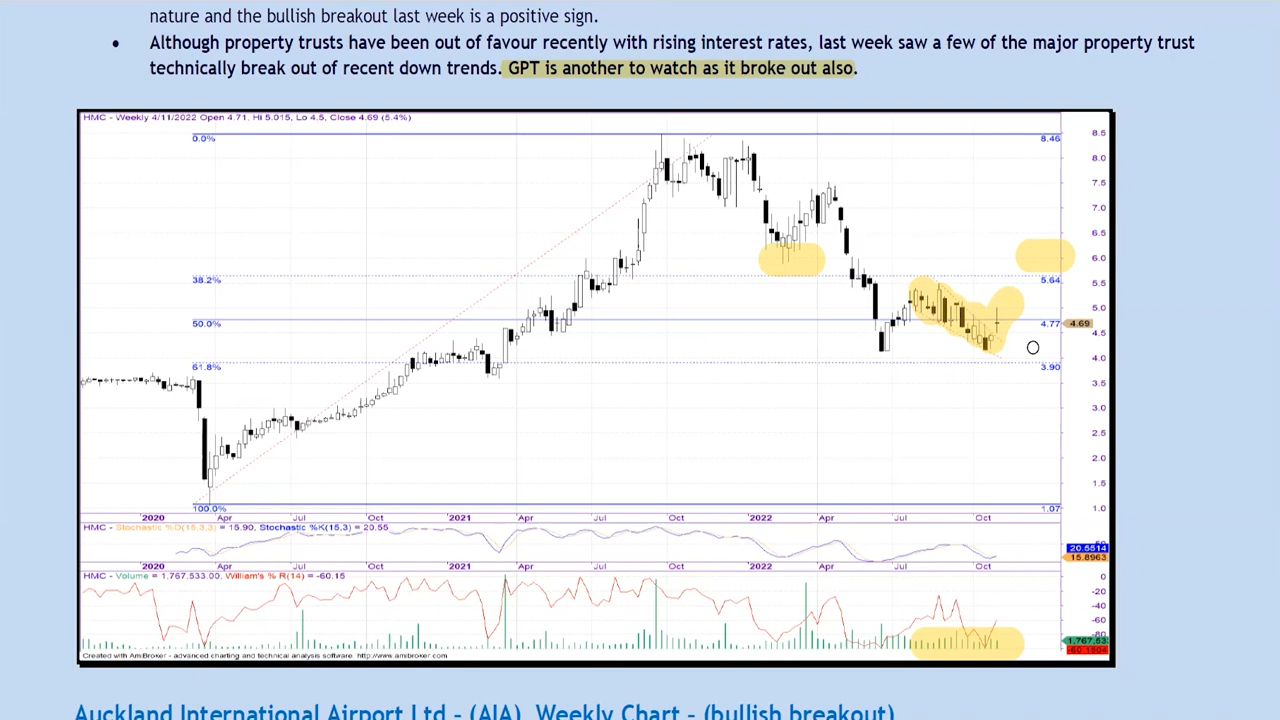 nature and the bullish breakout last week is a positive sign.
• Although property trusts have been out of favour recently with rising interest rates, last week saw a few of the major property trust
technically break out of recent down trends. GPT is another to watch as it broke out also.
HMC - Weekly 4/11/2022 Open 4.71, Hi 5.015, Lo 4.5, Close 4.69 (5.4%)
0.0% 8.46 8.5
8.0
7.5
7.0
6.5
6.0
38.2% 5.64 5.5
5.0
50.0% 4.77 4.69
4.5
4.0
61.8% 3.90
3.5
3.0
2.5
2.0
1.5
100.0% 1.07 1.0
2020 Apr Jul Oct 2021 Apr Jul Oct 2022 Apr Jul Oct
HMC - Stochastic %D(15,3,3) = 15.90, Stochastic %K(15,3) = 20.55
50
20.5514
15.8963
2020 Apr Jul Oct 2021 Apr Jul Oct 2022 Apr Jul Oct
HMC - Volume = 1,767,533.00, William's % R(14) = -60.15
0
-20
-40
-60
-80
1,767,533
-60.1504
Created with AmiBroker - advanced charting and technical analysis software. http://www.amibroker.com
Auckland International Airport Ltd – (AIA) Weekly Chart – (bullish breakout)